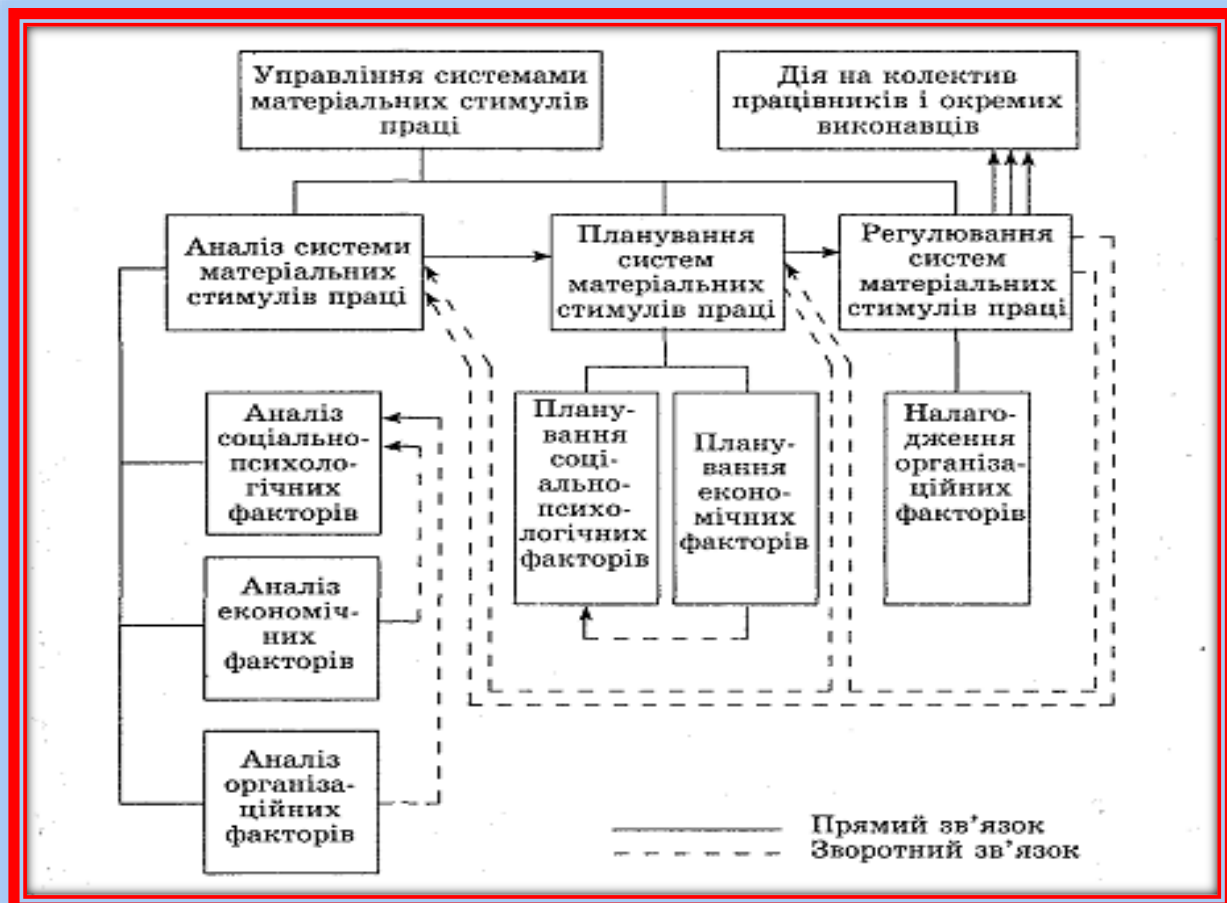 Управління системами
матеріальних стимулів
праці
Дія на колектив
працівників і окремих
виконавців
Аналіз системи
матеріальних
стимулів праці
Планування
систем
матеріальних
стимулів праці
Регулювання
систем
матеріальних
стимулів праці
Аналіз
соціально-
психоло-
гічних
факторів
Плану-
вання
соці-
ально-
психо-
логічних
факторів
Плану-
вання
еконо-
мічних
факторів
Налаго-
дження
організа-
ційних
факторів
Аналіз
економіч-
них
факторів
Аналіз
організа-
ційних
факторів
Прямий зв’язок
Зворотний зв’язок